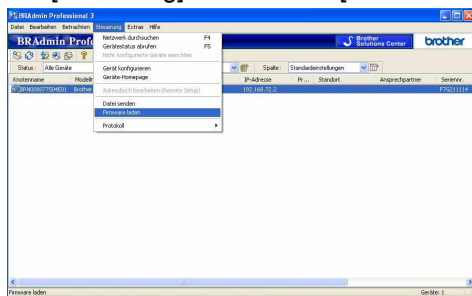 BRAdmin Professional 3
Datei Bearbeiten Betrachten Steuerung Extras Hilfe
BRAdmin Profe
Brother Solutions Center
brother
Netzwerk durchsuchen F4
Gerätestatus abrufen F5
Nicht konfigurierte Geräte einrichten
Gerät konfigurieren
Geräte-Homepage
Adressbuch bearbeiten (Remote Setup)
Datei senden
Firmware laden
Protokoll
Status: Alle Geräte
Spalte: Standardeinstellungen
Knotenname Modelln IP-Adresse Pr... Standort Ansprechpartner Seriennr.
Brother 192.168.72.2
Firmware laden
Geräte: 1